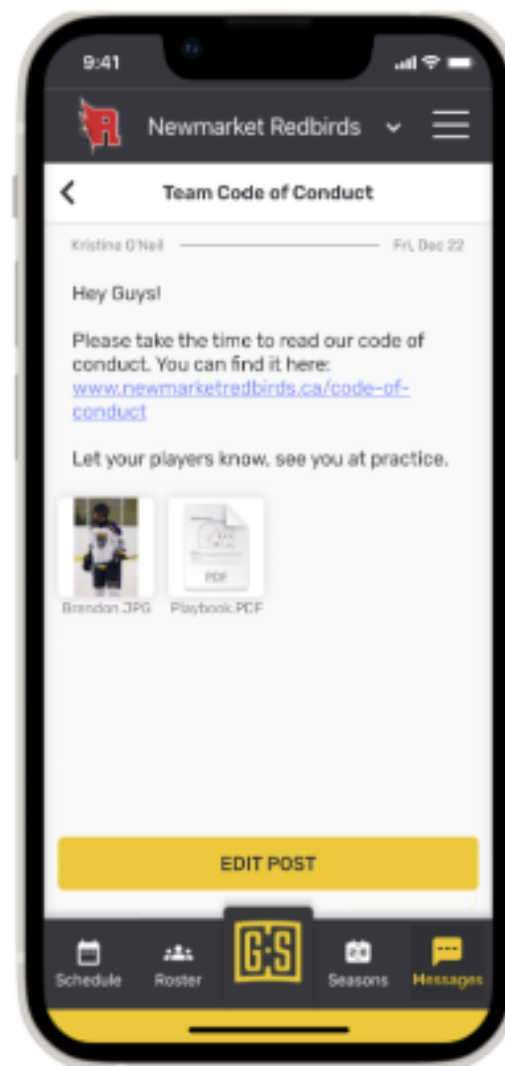 9:41
Newmarket Redbirds
Team Code of Conduct
Kristina O'Neil
Fri, Dec 22
Hey Guys!
Please take the time to read our code of
conduct. You can find it here:
www.newmarketredbirds.ca/code-of-
conduct
Let your players know, see you at practice.
PDF
Brendon.JPG Playbook.PDF
EDIT POST
G:S
Schedule Roster Seasons Messages